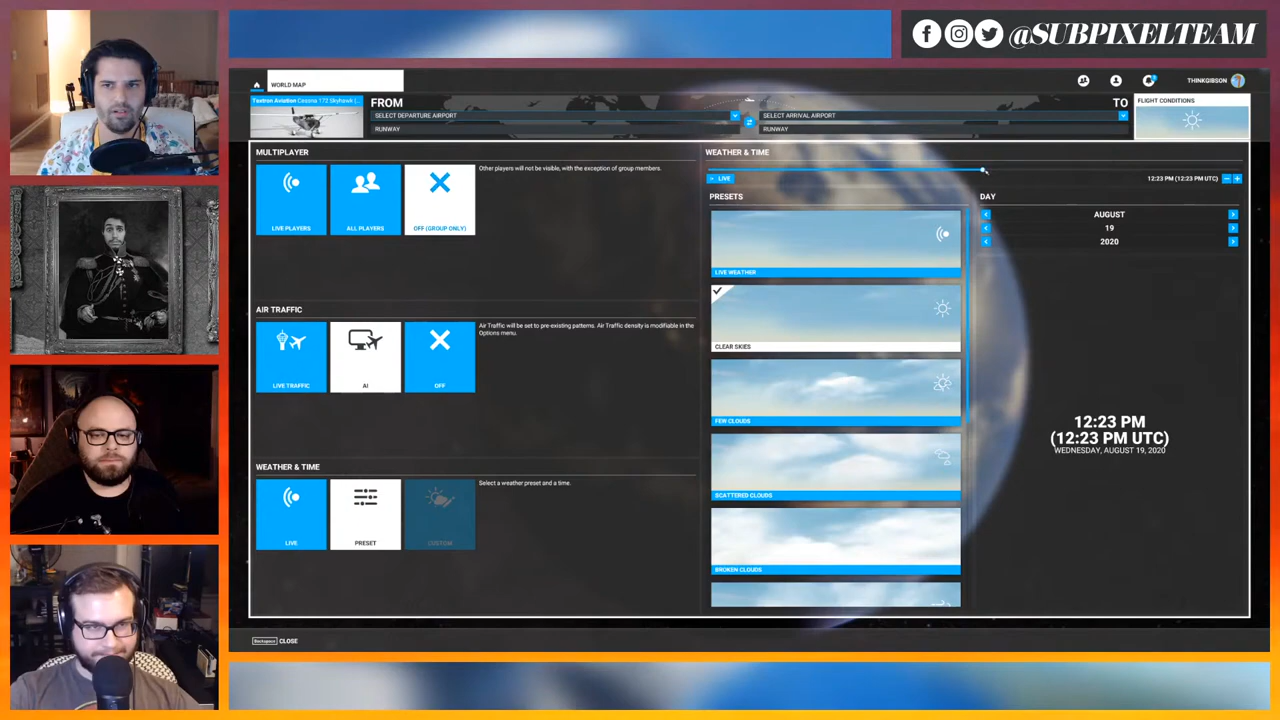 @SUBPIXELTEAM
WORLD MAP
THINKGIBSON
Textron Aviation Cessna 172 Skyhawk (...
FROM
SELECT DEPARTURE AIRPORT
RUNWAY
TO
SELECT ARRIVAL AIRPORT
RUNWAY
FLIGHT CONDITIONS
MULTIPLAYER
LIVE PLAYERS
ALL PLAYERS
OFF (GROUP ONLY)
Other players will not be visible, with the exception of group members.
AIR TRAFFIC
LIVE TRAFFIC
AI
OFF
Air Traffic will be set to pre-existing patterns. Air Traffic density is modifiable in the
Options menu.
WEATHER & TIME
LIVE
PRESET
CUSTOM
Select a weather preset and a time.
WEATHER & TIME
> LIVE
12:23 PM (12:23 PM UTC)
PRESETS
LIVE WEATHER
CLEAR SKIES
FEW CLOUDS
SCATTERED CLOUDS
BROKEN CLOUDS
DAY
AUGUST
19
2020
12:23 PM
(12:23 PM UTC)
WEDNESDAY, AUGUST 19, 2020
Backspace CLOSE